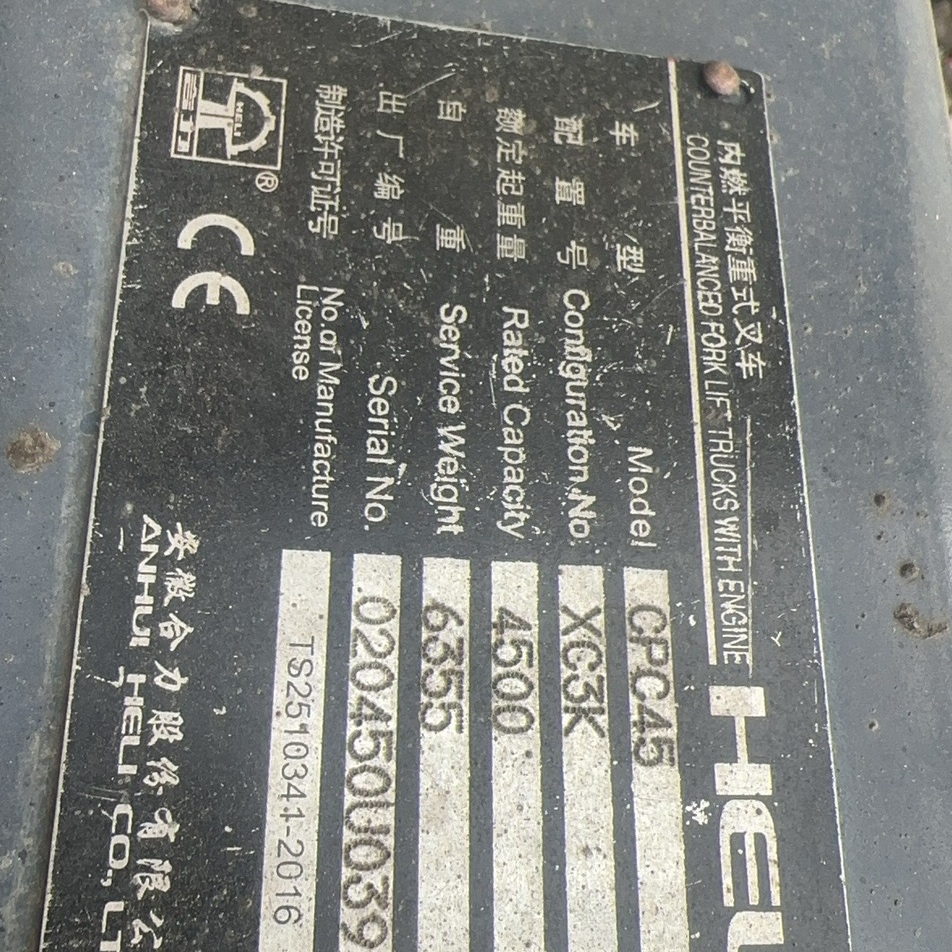 内燃平衡重式叉车
COUNTERBALANCED FORK LIFT TRUCKS WITH ENGINE
HELI
车型 Model CPC45
配置号 Configuration No. XC3K
额定起重量 Rated Capacity 4500
自重 Service Weight 6355
出厂编号 Serial No. 020450U039
制造许可证号 No. of Manufacture License TS2510341-2016
合力
HELI
®
CE
安徽合力股份有限公
ANHUI HELI CO., LT